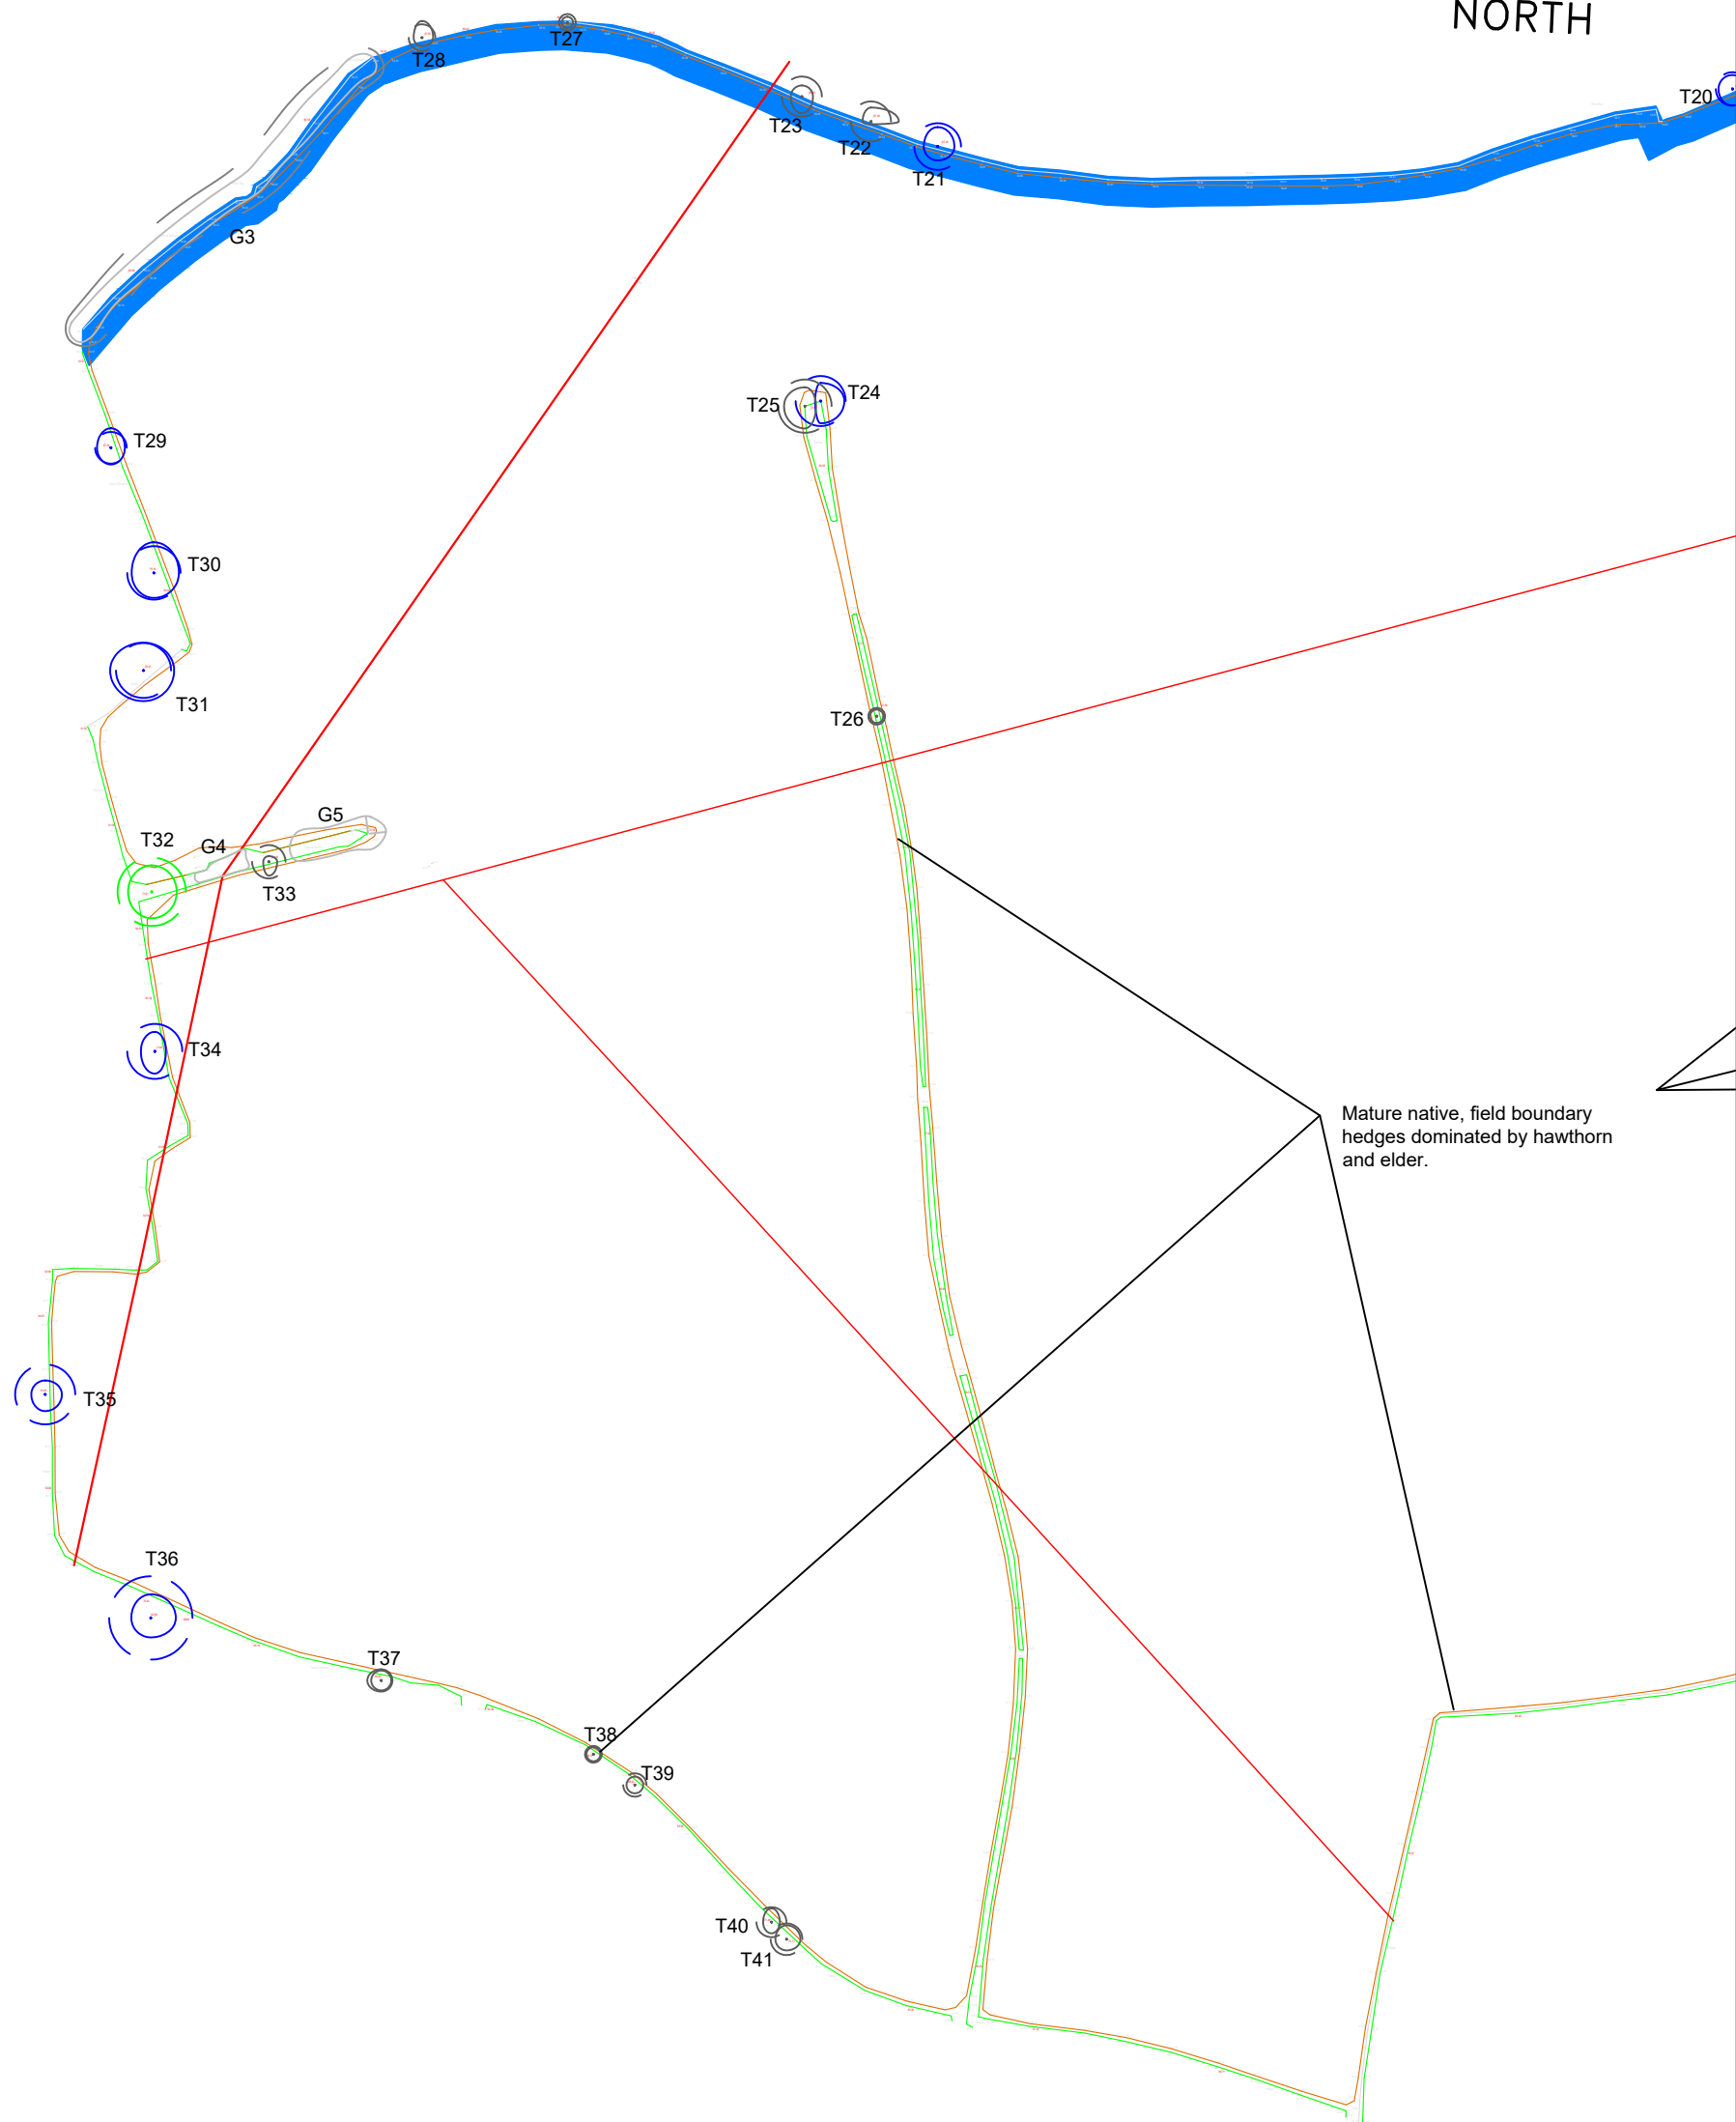 NORTH
T28
T27
T20
T23
T22
T21
G3
T24
T25
T29
T30
T31
T26
G5
T32
G4
T33
T34
Mature native, field boundary
hedges dominated by hawthorn
and elder.
T35
T36
T37
T38
T39
T40
T41